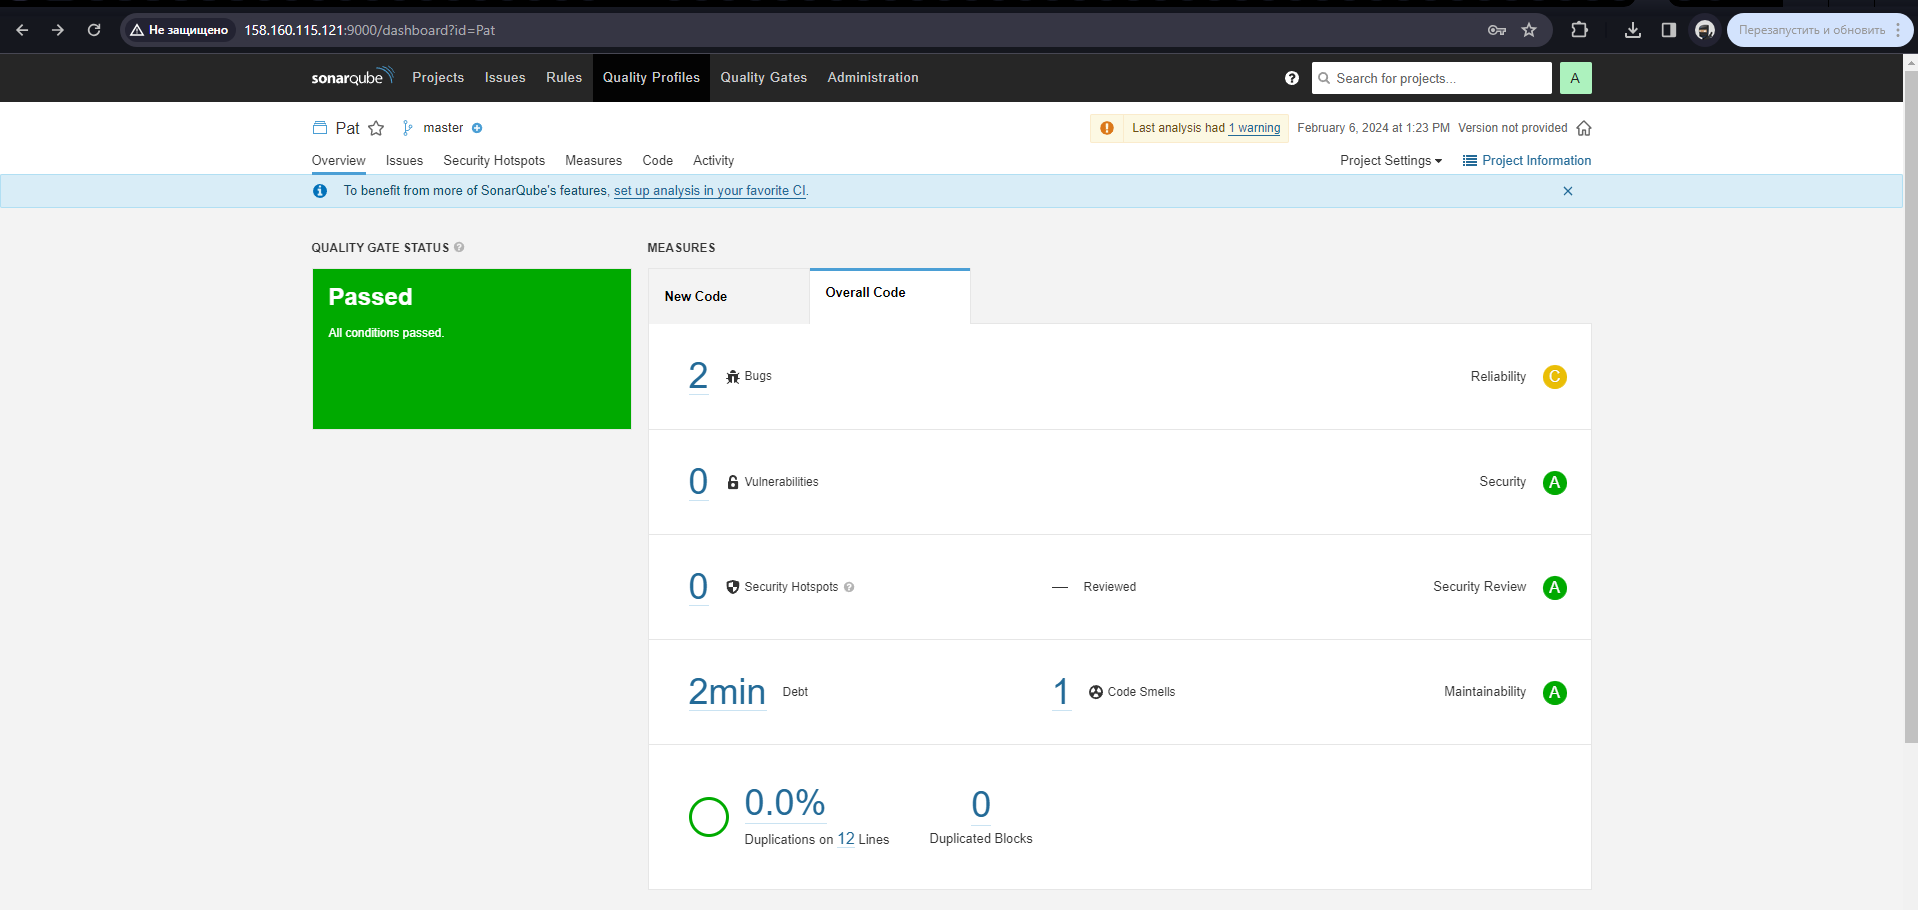 Не защищено 158.160.115.121:9000/dashboard?id=Pat Перезапустить и обновить
sonarqube Projects Issues Rules Quality Profiles Quality Gates Administration Search for projects... A
Pat master Last analysis had 1 warning February 6, 2024 at 1:23 PM Version not provided
Overview Issues Security Hotspots Measures Code Activity Project Settings Project Information
To benefit from more of SonarQube's features, set up analysis in your favorite CI.
QUALITY GATE STATUS
Passed
All conditions passed.
MEASURES
New Code Overall Code
2 Bugs Reliability C
0 Vulnerabilities Security A
0 Security Hotspots — Reviewed Security Review A
2min Debt 1 Code Smells Maintainability A
0.0% 0
Duplications on 12 Lines Duplicated Blocks